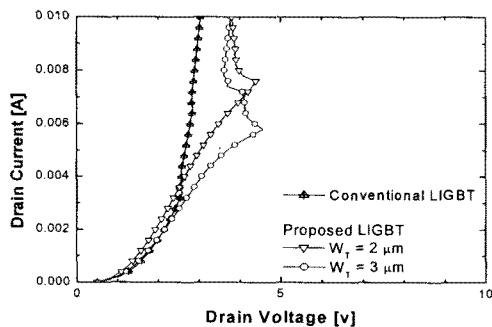 0.010
0.008
0.006
0.004
0.002
0.000
Drain Current [A]
Conventional LIGBT
Proposed LIGBT
W_T = 2 μm
W_T = 3 μm
0
5
10
Drain Voltage [v]